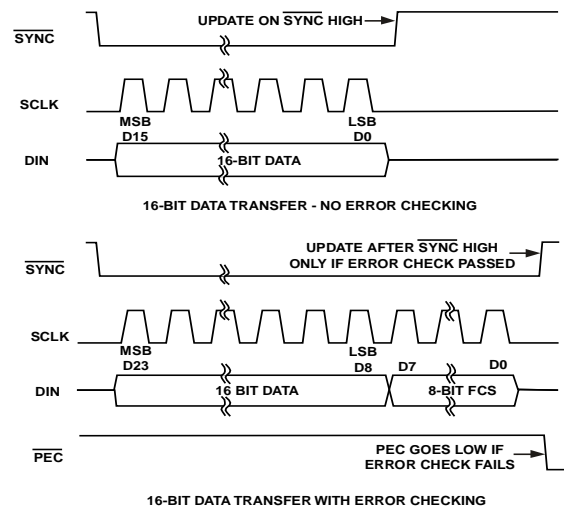 UPDATE ON SYNC HIGH
SYNC
SCLK
MSB LSB
D15 D0
DIN
16-BIT DATA
16-BIT DATA TRANSFER - NO ERROR CHECKING
UPDATE AFTER SYNC HIGH
ONLY IF ERROR CHECK PASSED
SYNC
SCLK
MSB LSB
D23 D8 D7 D0
DIN
16 BIT DATA 8-BIT FCS
PEC
PEC GOES LOW IF
ERROR CHECK FAILS
16-BIT DATA TRANSFER WITH ERROR CHECKING